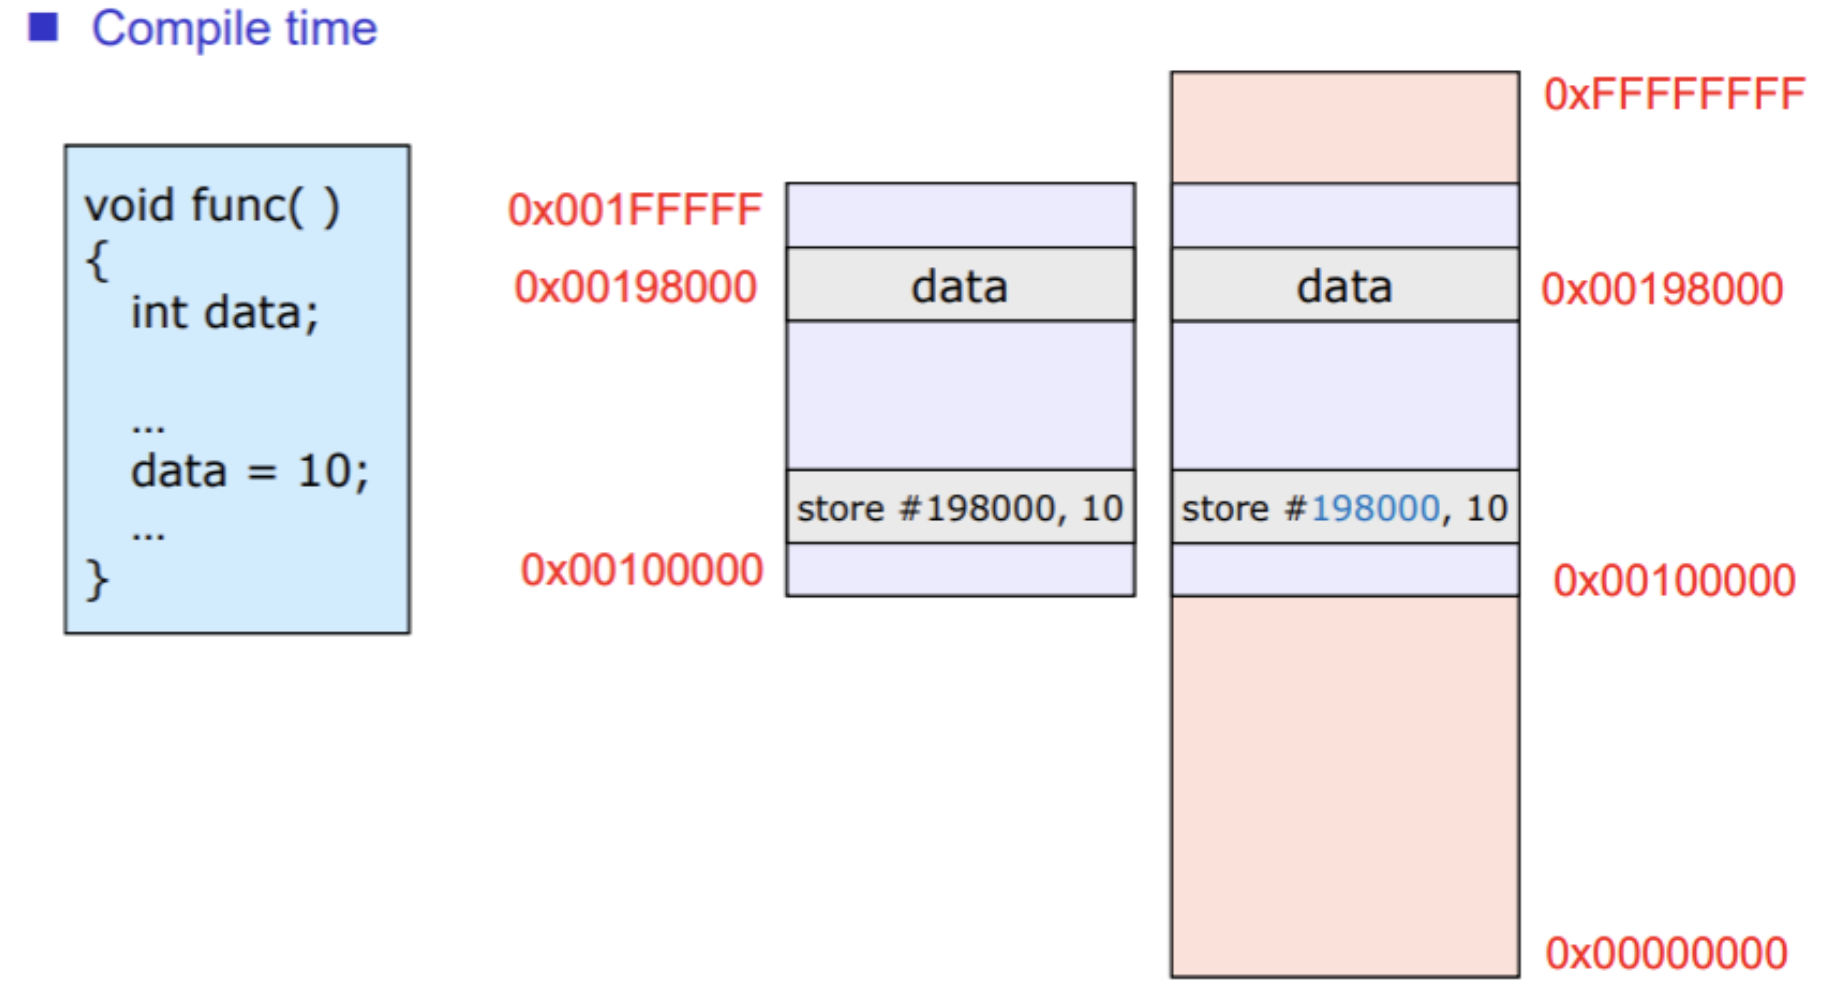 Compile time
void func( )
{
int data;
...
data = 10;
...
}
0x001FFFFF
0x00198000
data
store #198000, 10
0x00100000
0xFFFFFFFF
data
0x00198000
store #198000, 10
0x00100000
0x00000000